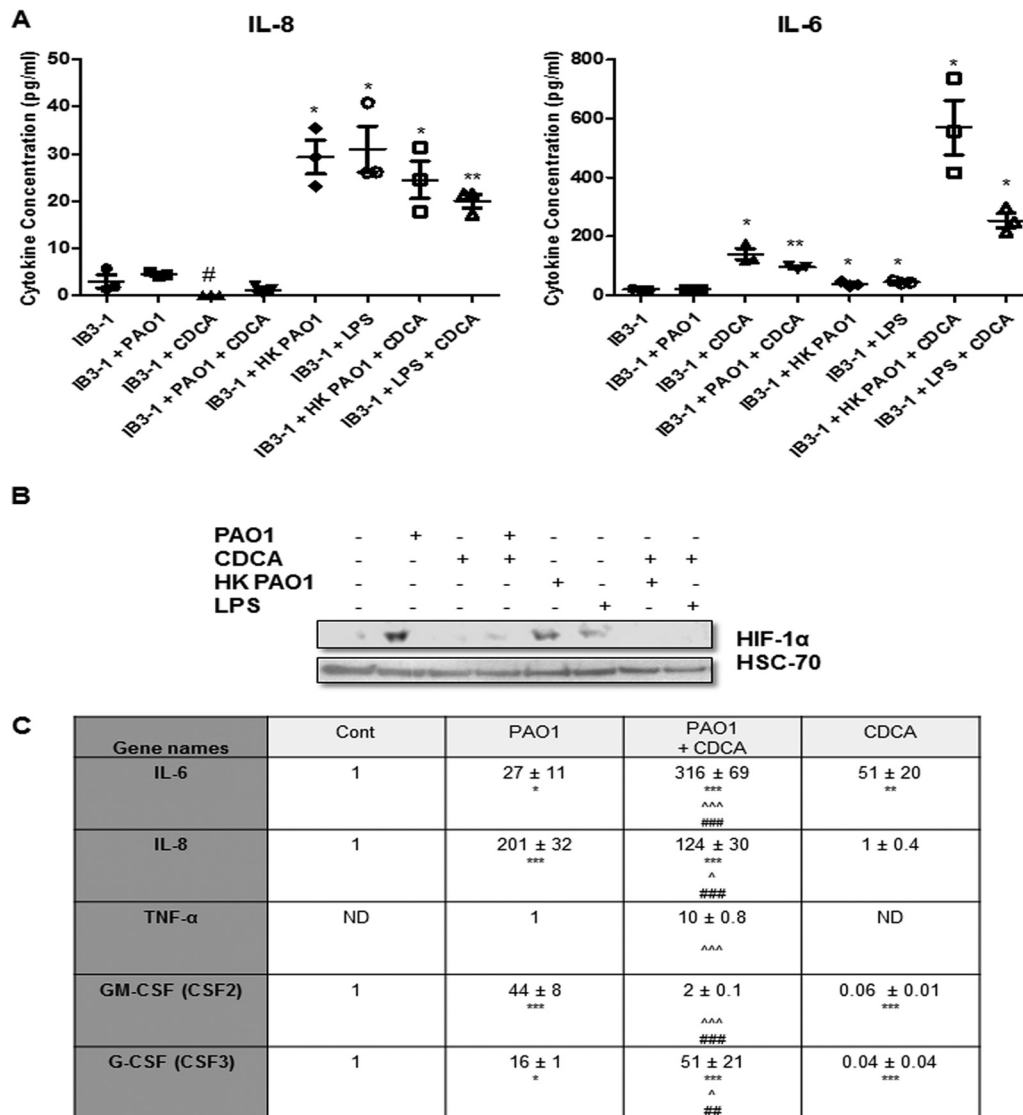 A
IL-8
IL-6
Cytokine Concentration (pg/ml)
50
40
30
20
10
0
#
*
*
*
**
IB3-1
IB3-1 + PAO1
IB3-1 + CDCA
IB3-1 + PAO1 + CDCA
IB3-1 + HK PAO1
IB3-1 + LPS
IB3-1 + HK PAO1 + CDCA
IB3-1 + LPS + CDCA
Cytokine Concentration (pg/ml)
800
600
400
200
0
*
**
*
*
*
*
IB3-1
IB3-1 + PAO1
IB3-1 + CDCA
IB3-1 + PAO1 + CDCA
IB3-1 + HK PAO1
IB3-1 + LPS
IB3-1 + HK PAO1 + CDCA
IB3-1 + LPS + CDCA
B
PAO1 - + - + - - - -
CDCA - - + + - - + +
HK PAO1 - - - - + - + -
LPS - - - - - + - +
HIF-1α
HSC-70
C
Gene names Cont PAO1 PAO1 + CDCA CDCA
IL-6 1 27 ± 11 316 ± 69 51 ± 20
* *** **
^^^
###
IL-8 1 201 ± 32 124 ± 30 1 ± 0.4
*** ***
^
###
TNF-α ND 1 10 ± 0.8 ND
^^^
GM-CSF (CSF2) 1 44 ± 8 2 ± 0.1 0.06 ± 0.01
*** ***
^^^
###
G-CSF (CSF3) 1 16 ± 1 51 ± 21 0.04 ± 0.04
* *** ***
^
##